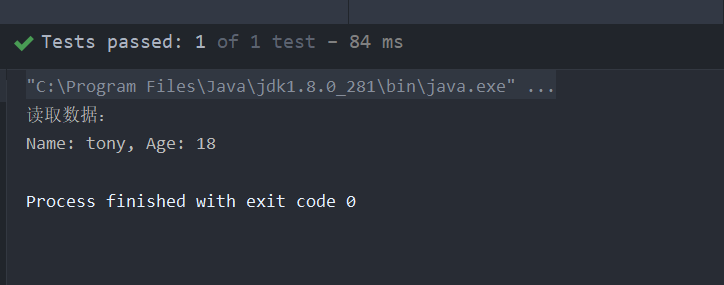 Tests passed: 1 of 1 test – 84 ms
"C:\Program Files\Java\jdk1.8.0_281\bin\java.exe" ...
读取数据：
Name: tony, Age: 18
Process finished with exit code 0